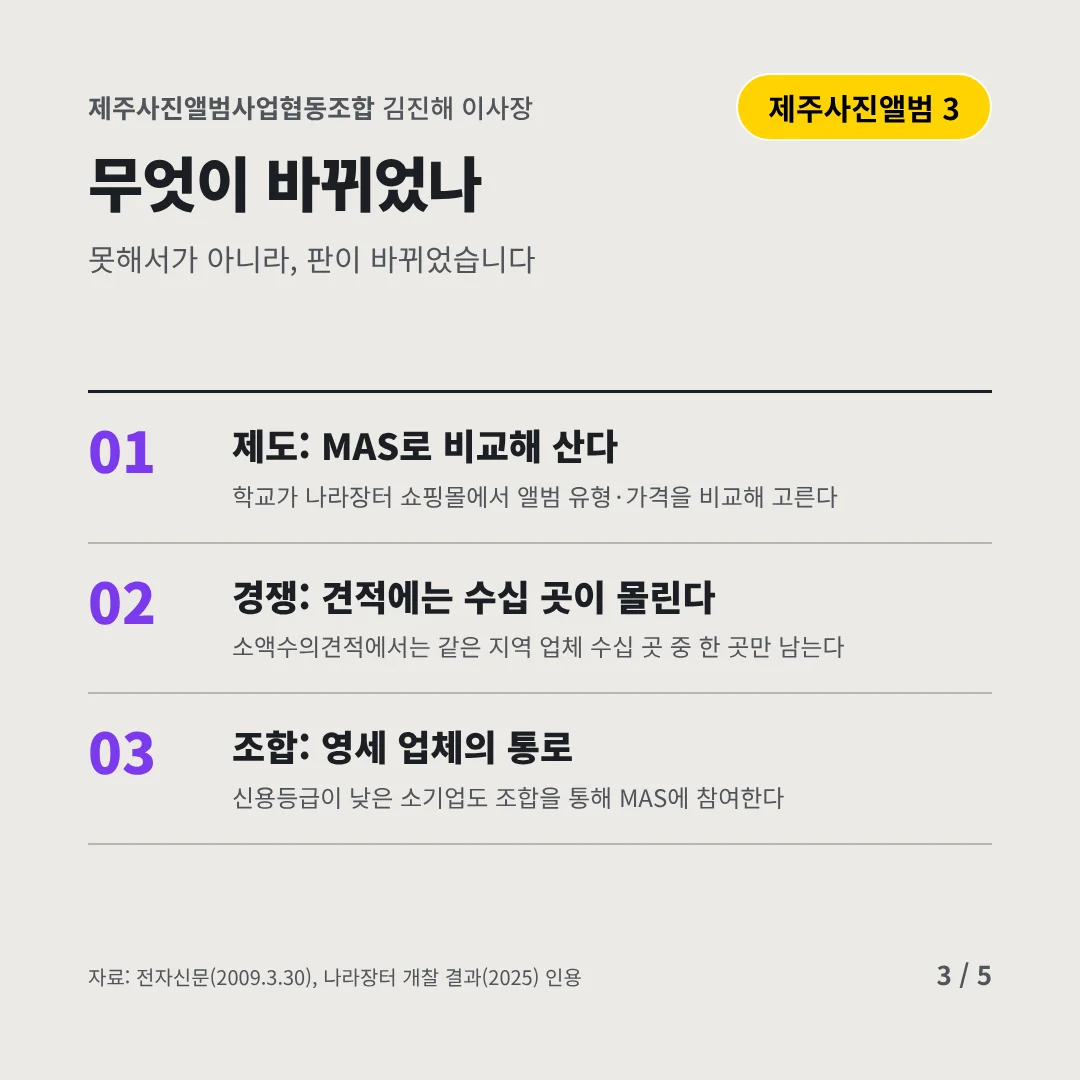 제주사진앨범사업협동조합 김진해 이사장
제주사진앨범 3
무엇이 바뀌었나
못해서가 아니라, 판이 바뀌었습니다
01
제도: MAS로 비교해 산다
학교가 나라장터 쇼핑몰에서 앨범 유형·가격을 비교해 고른다
02
경쟁: 견적에는 수십 곳이 몰린다
소액수의견적에서는 같은 지역 업체 수십 곳 중 한 곳만 남는다
03
조합: 영세 업체의 통로
신용등급이 낮은 소기업도 조합을 통해 MAS에 참여한다
자료: 전자신문(2009.3.30), 나라장터 개찰 결과(2025) 인용
3 / 5